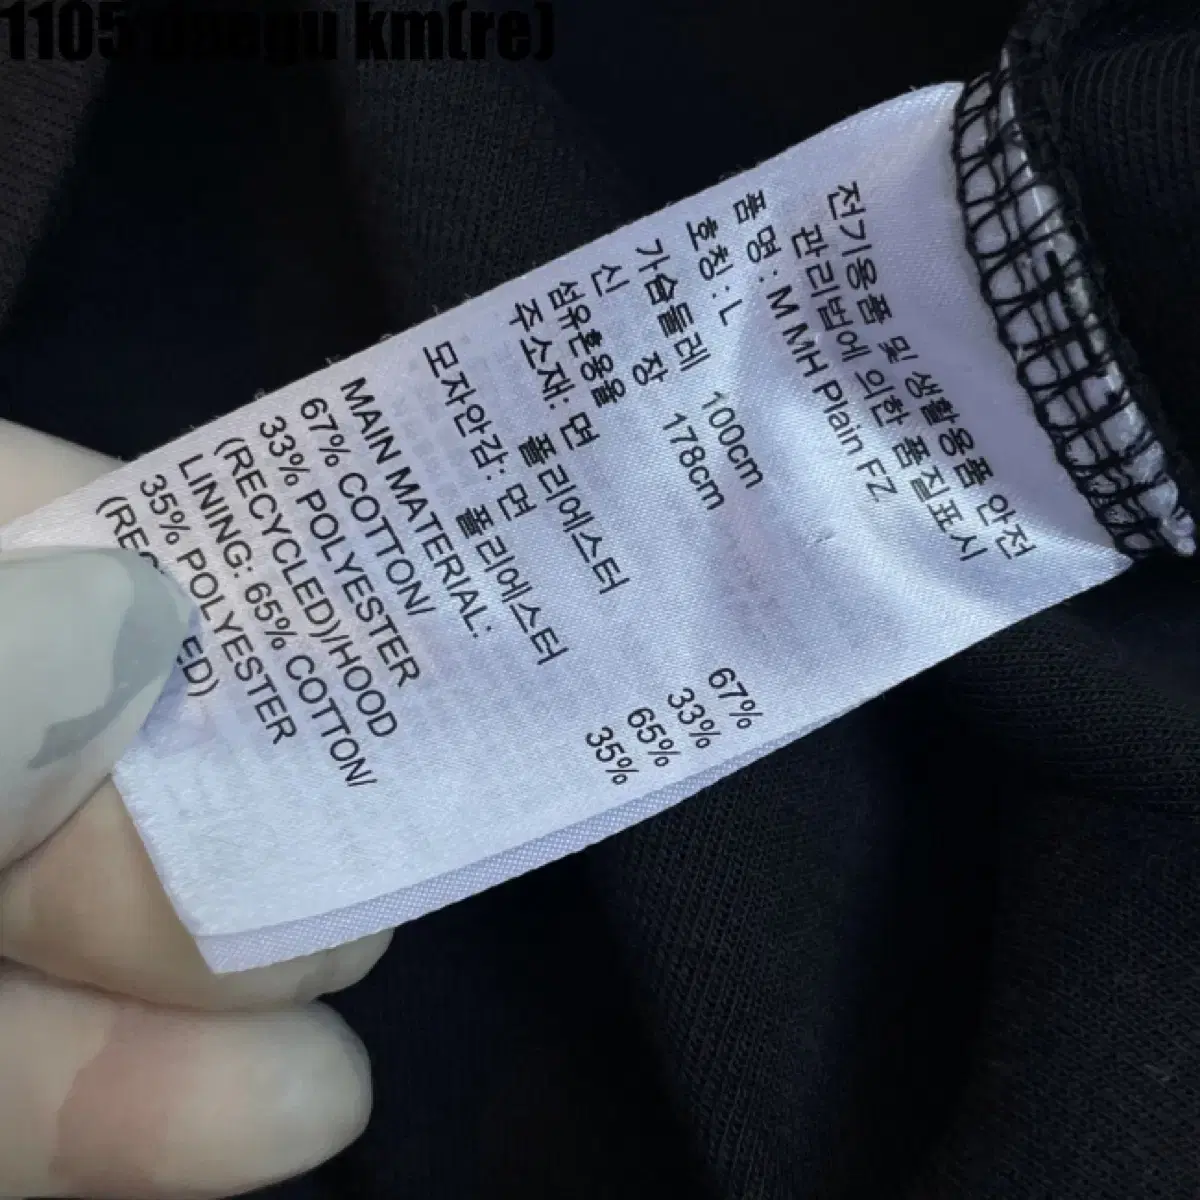 1105 daegu km(re)
전기용품 및 생활용품 안전
관리법에 의한 품질표시
품 명 : M MH Plain FZ
호칭 : L
가슴둘레 100cm
신 장 178cm
섬유혼용율
주소재: 면 67%
폴리에스터 33%
모자안감: 면 65%
폴리에스터 35%
MAIN MATERIAL:
67% COTTON/
33% POLYESTER
(RECYCLED)/HOOD
LINING: 65% COTTON/
35% POLYESTER